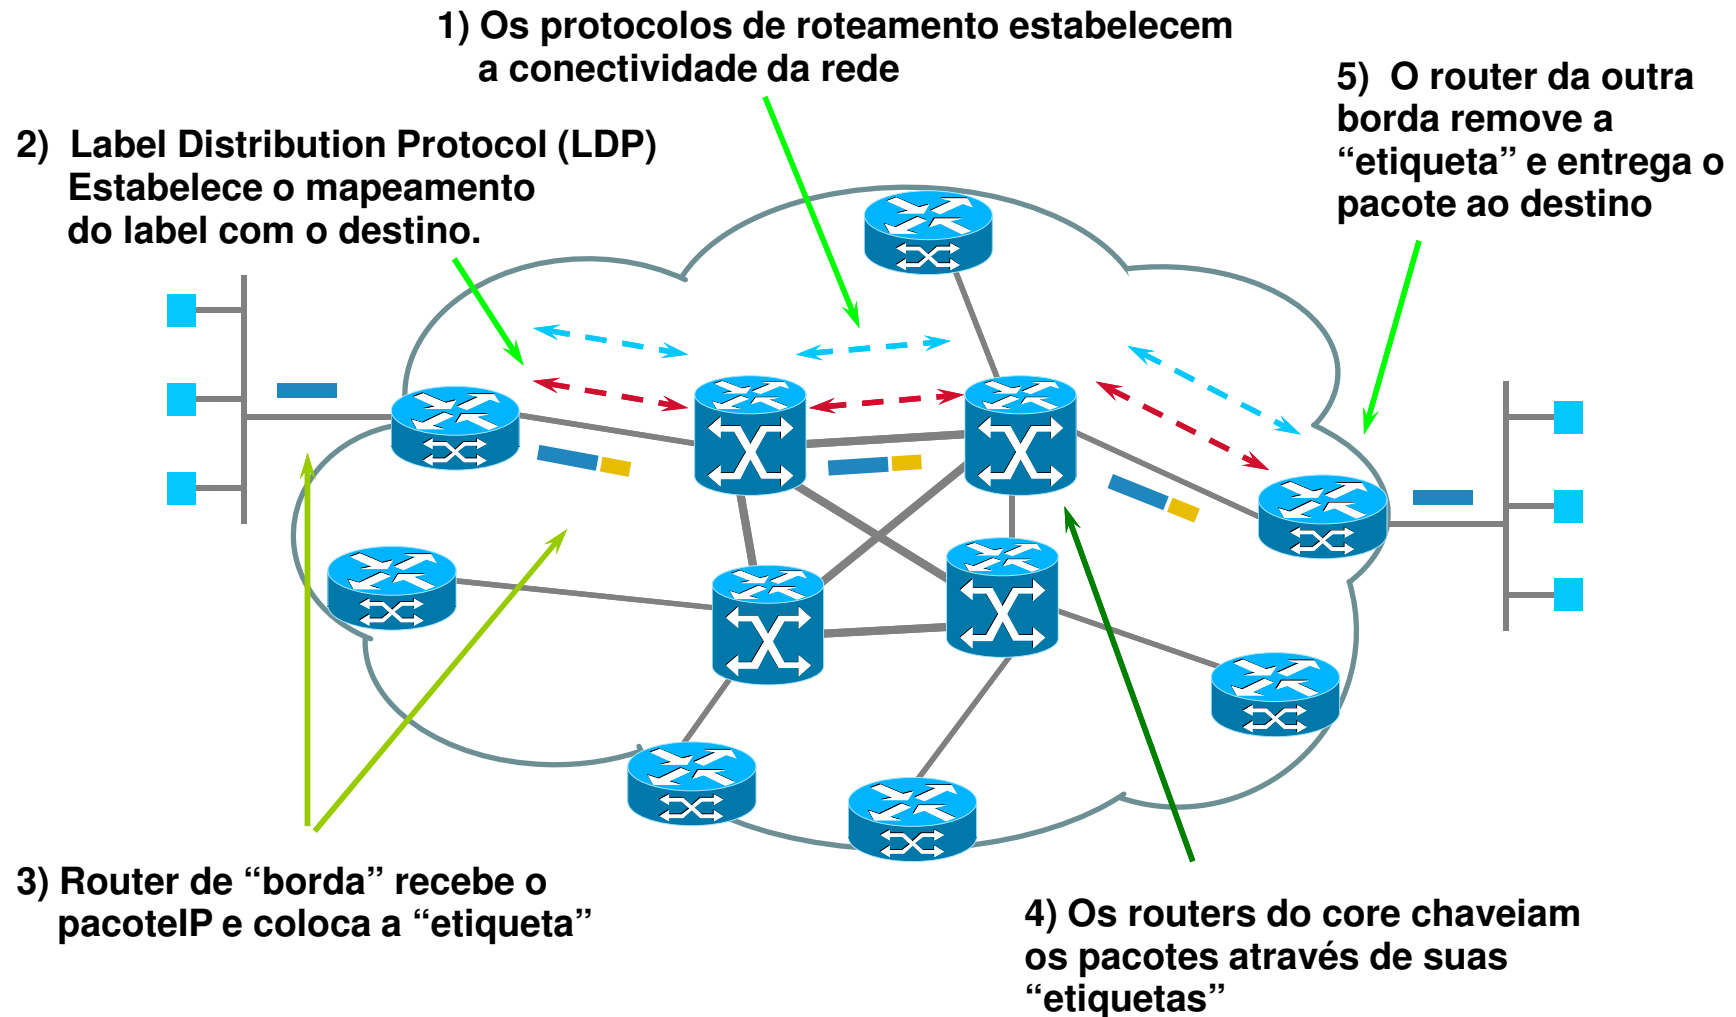 1) Os protocolos de roteamento estabelecem
a conectividade da rede
2) Label Distribution Protocol (LDP)
Estabelece o mapeamento
do label com o destino.
5) O router da outra
borda remove a
“etiqueta” e entrega o
pacote ao destino
3) Router de “borda” recebe o
pacoteIP e coloca a “etiqueta”
4) Os routers do core chaveiam
os pacotes através de suas
“etiquetas”